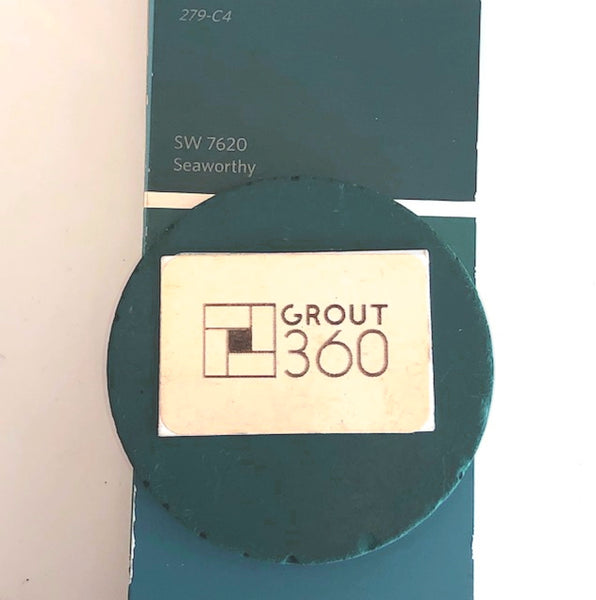 279-C4
SW 7620
Seaworthy
GROUT
360